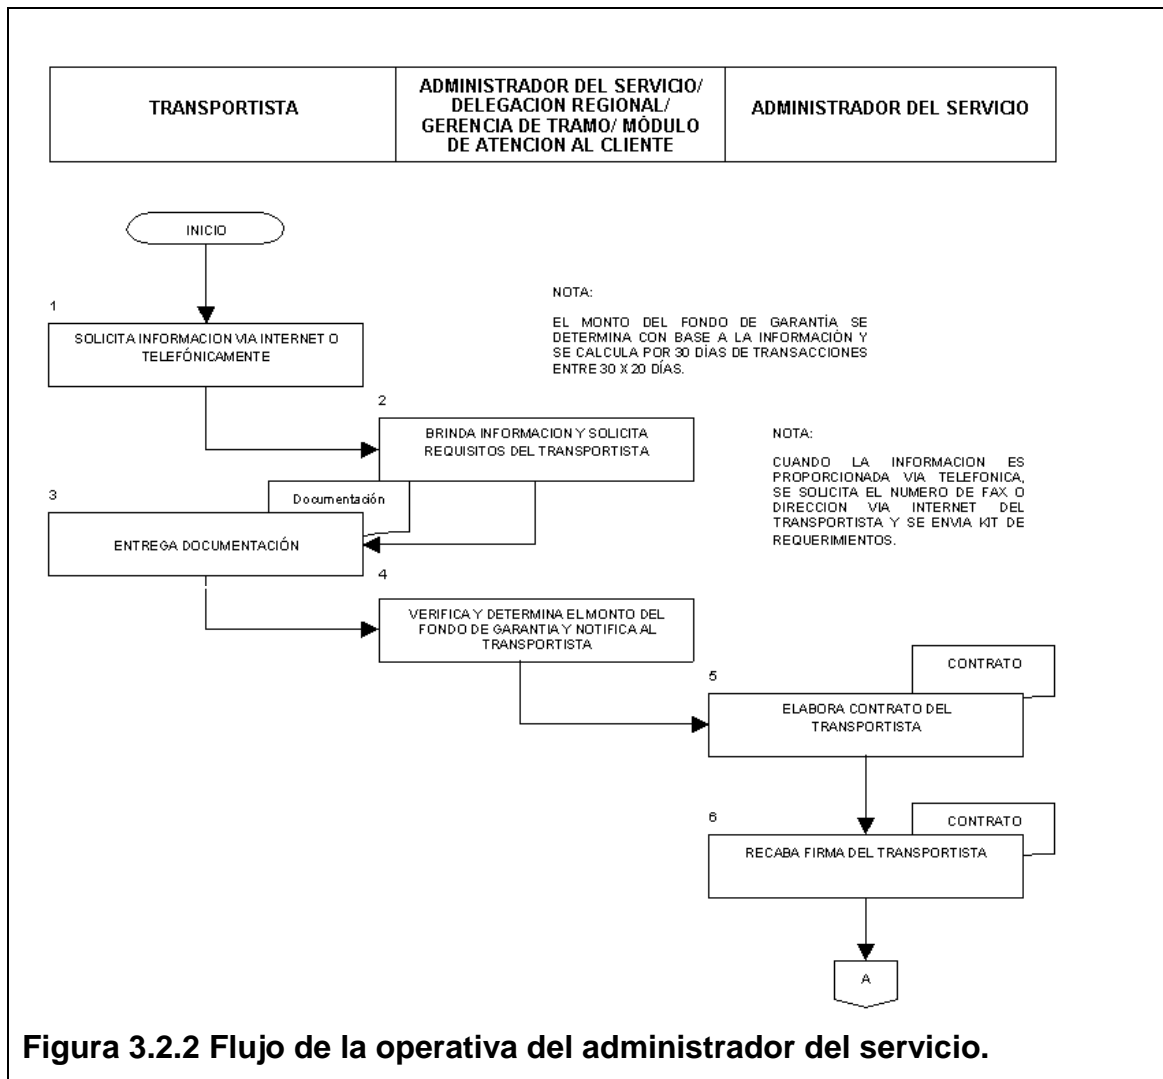 TRANSPORTISTA
ADMINISTRADOR DEL SERVICIO/
DELEGACION REGIONAL/
GERENCIA DE TRAMO/ MÓDULO
DE ATENCION AL CLIENTE
ADMINISTRADOR DEL SERVICIO
INICIO
NOTA:
EL MONTO DEL FONDO DE GARANTÍA SE
DETERMINA CON BASE A LA INFORMACIÓN Y
SE CALCULA POR 30 DÍAS DE TRANSACCIONES
ENTRE 30 X 20 DÍAS.
1
SOLICITA INFORMACION VIA INTERNET O
TELEFÓNICAMENTE
2
BRINDA INFORMACION Y SOLICITA
REQUISITOS DEL TRANSPORTISTA
NOTA:
CUANDO LA INFORMACION ES
PROPORCIONADA VIA TELEFONICA,
SE SOLICITA EL NUMERO DE FAX O
DIRECCION VIA INTERNET DEL
TRANSPORTISTA Y SE ENVIA KIT DE
REQUERIMIENTOS.
3
Documentación
ENTREGA DOCUMENTACIÓN
4
VERIFICA Y DETERMINA EL MONTO DEL
FONDO DE GARANTIA Y NOTIFICA AL
TRANSPORTISTA
CONTRATO
5
ELABORA CONTRATO DEL
TRANSPORTISTA
CONTRATO
6
RECABA FIRMA DEL TRANSPORTISTA
A
Figura 3.2.2 Flujo de la operativa del administrador del servicio.